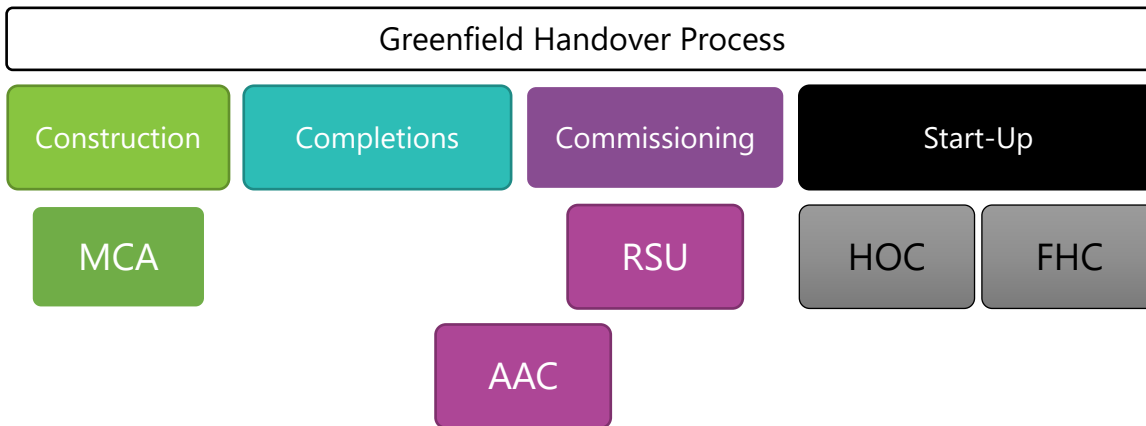 Greenfield Handover Process
Construction
Completions
Commissioning
Start-Up
MCA
RSU
HOC
FHC
AAC